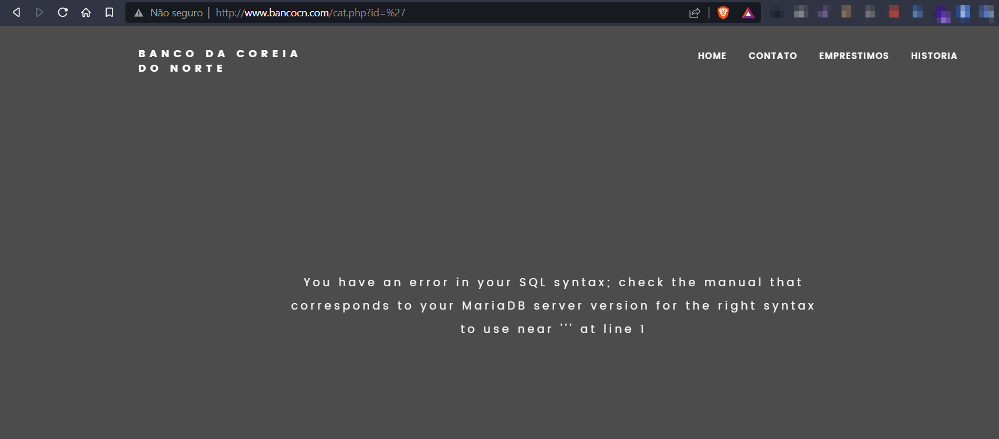 Não seguro | http://www.bancocn.com/cat.php?id=%27
BANCO DA COREIA
DO NORTE
HOME CONTATO EMPRESTIMOS HISTORIA
You have an error in your SQL syntax; check the manual that
corresponds to your MariaDB server version for the right syntax
to use near ''' at line 1